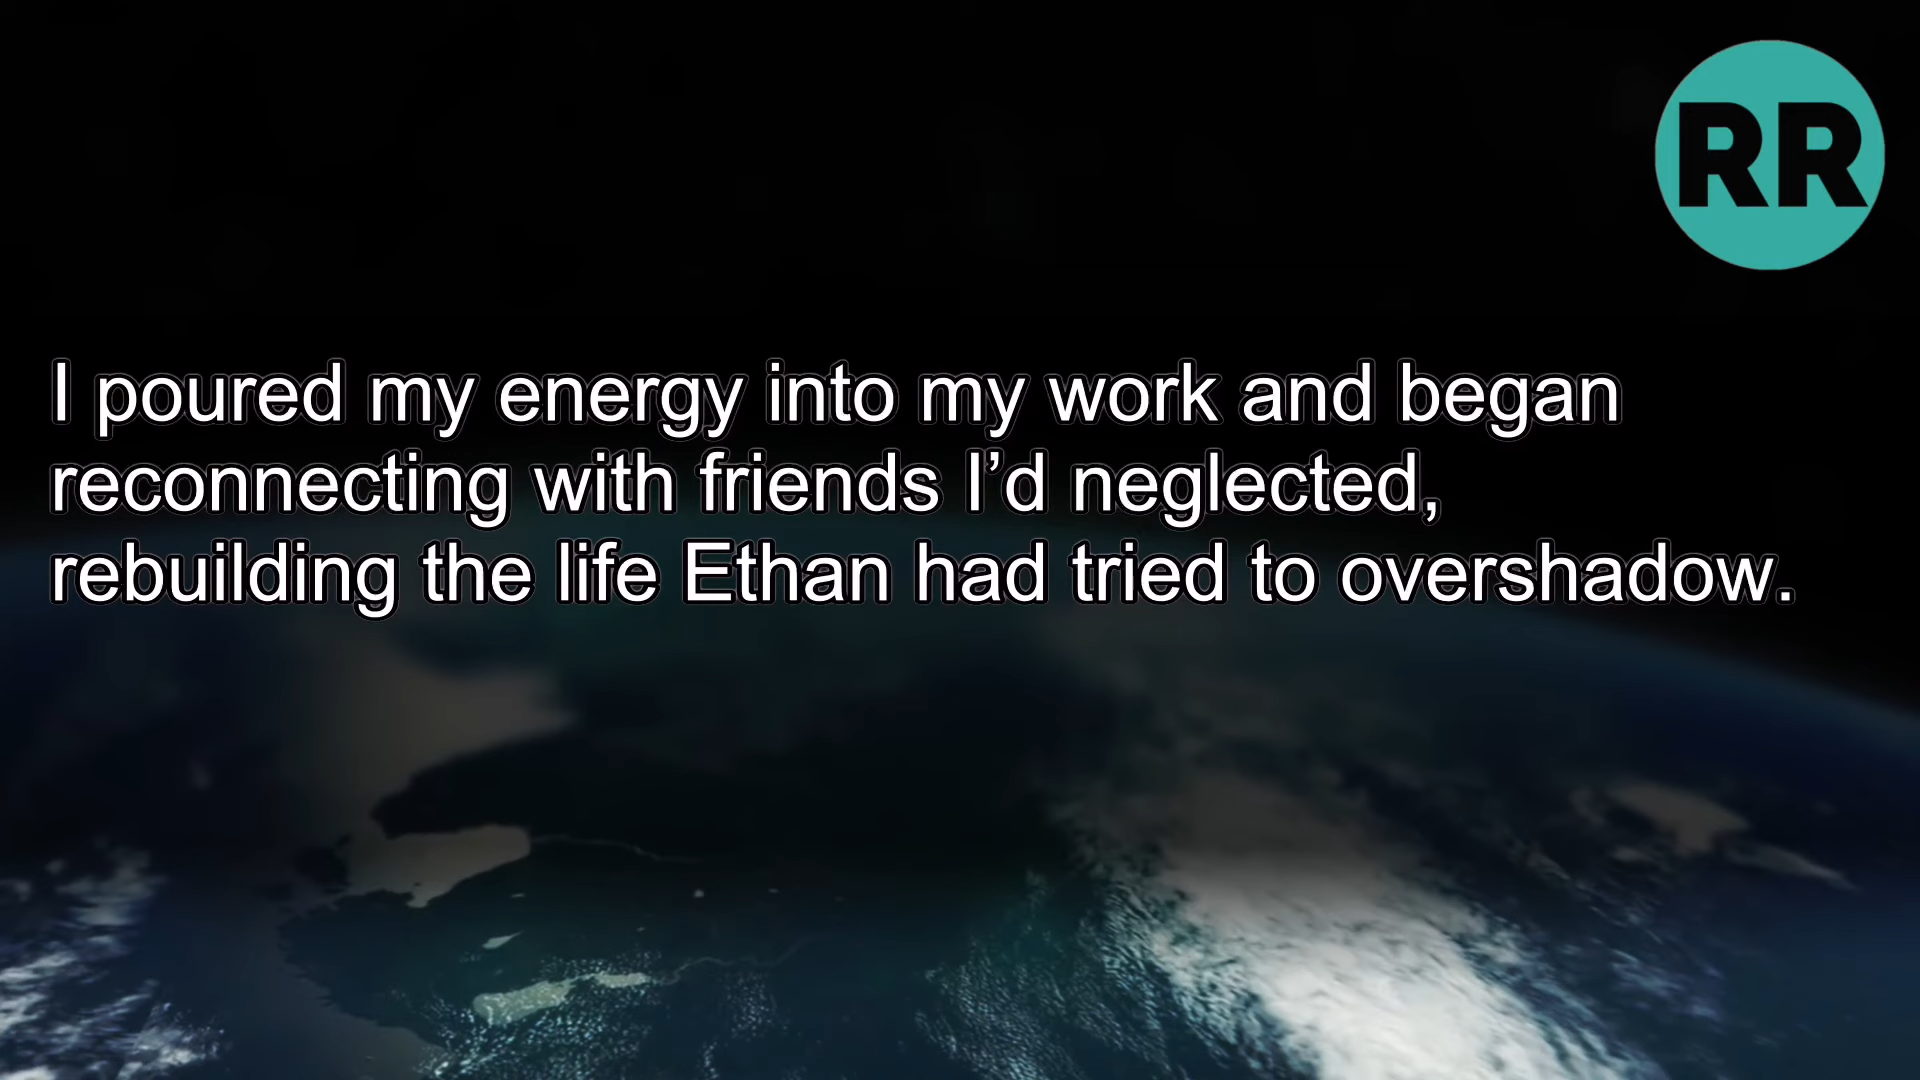 RR
I poured my energy into my work and began
reconnecting with friends I’d neglected,
rebuilding the life Ethan had tried to overshadow.